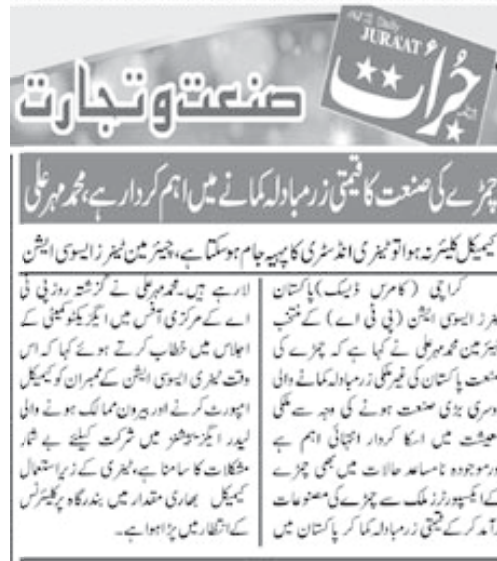 Daily
JURAAT
جرأت
صنعت و تجارت
چمڑے کی صنعت کا قیمتی زرمبادلہ کمانے میں اہم کردار ہے، محمد مہر علی
کیمیکل کلیئر نہ ہوا تو ٹینری انڈسٹری کا پہیہ جام ہوسکتا ہے، چیئرمین ٹینرز ایسوسی ایشن
کراچی (کامرس ڈیسک) پاکستان
ٹینرز ایسوسی ایشن (پی ٹی اے) کے منتخب
چیئرمین محمد مہر علی نے کہا ہے کہ چمڑے کی
صنعت پاکستان کی غیر ملکی زرمبادلہ کمانے والی
دوسری بڑی صنعت ہونے کی وجہ سے ملکی
معیشت میں اسکا کردار انتہائی اہم ہے
اور موجودہ نامساعد حالات میں بھی چمڑے
کے ایکسپورٹرز ملک سے چمڑے کی مصنوعات
برآمد کر کے قیمتی زرمبادلہ کما کر پاکستان میں
لارہے ہیں۔ محمد مہر علی نے گزشتہ روز پی ٹی
اے کے مرکزی آفس میں ایگزیکٹو کمیٹی کے
اجلاس میں خطاب کرتے ہوئے کہا کہ اس
وقت ٹینری ایسوسی ایشن کے ممبران کو کیمیکل
امپورٹ کرنے اور بیرون ممالک ہونے والی
لیدر ایگزیبیشنز میں شرکت کیلئے بے شمار
مشکلات کا سامنا ہے، ٹینری کے زیر استعمال
کیمیکل بھاری مقدار میں بندرگاہ پر کلیئرنس
کے انتظار میں پڑا ہوا ہے۔